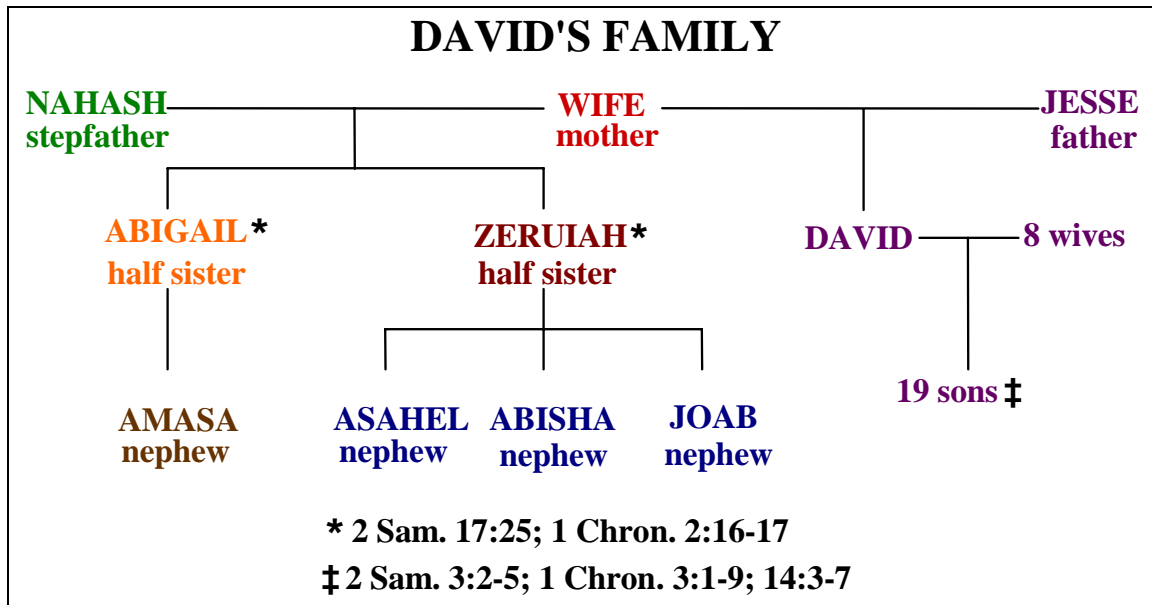 DAVID'S FAMILY
NAHASH
stepfather
WIFE
mother
JESSE
father
ABIGAIL *
half sister
ZERUIAH *
half sister
DAVID
8 wives
AMASA
nephew
ASAHEL
nephew
ABISHA
nephew
JOAB
nephew
19 sons ‡
* 2 Sam. 17:25; 1 Chron. 2:16-17
‡ 2 Sam. 3:2-5; 1 Chron. 3:1-9; 14:3-7